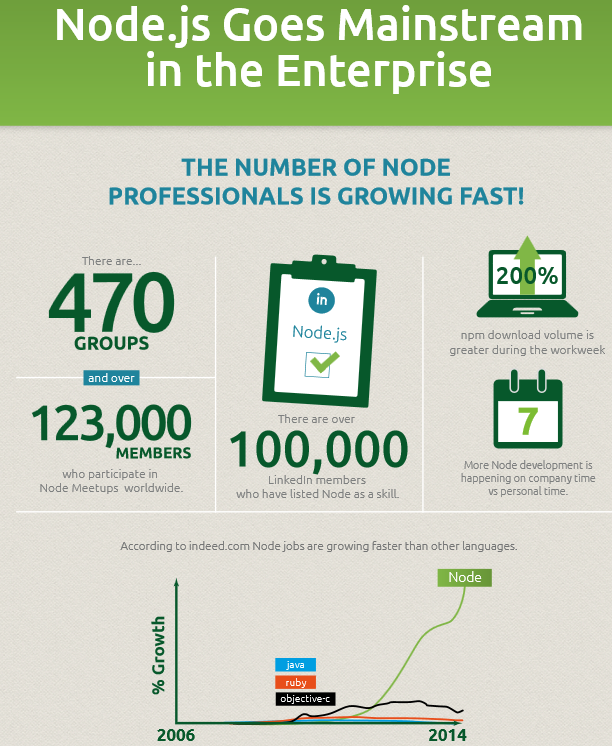 Node.js Goes Mainstream
in the Enterprise
THE NUMBER OF NODE
PROFESSIONALS IS GROWING FAST!
There are...
470
GROUPS
and over
123,000
MEMBERS
who participate in
Node Meetups worldwide.
in
Node.js
There are over
100,000
LinkedIn members
who have listed Node as a skill.
200%
npm download volume is
greater during the workweek
7
More Node development is
happening on company time
vs personal time.
According to indeed.com Node jobs are growing faster than other languages.
Node
% Growth
java
ruby
objective-c
2006
2014